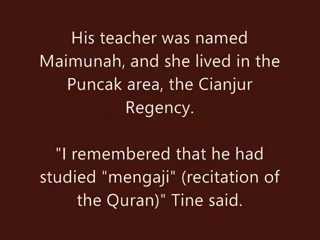 His teacher was named
Maimunah, and she lived in the
Puncak area, the Cianjur
Regency.
"I remembered that he had
studied "mengaji" (recitation of
the Quran)" Tine said.